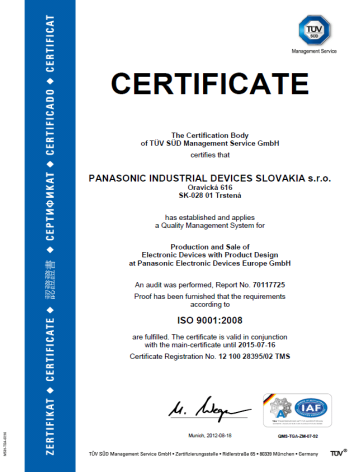 TÜV
SÜD
Management Service
CERTIFICATE
The Certification Body
of TÜV SÜD Management Service GmbH
certifies that
PANASONIC INDUSTRIAL DEVICES SLOVAKIA s.r.o.
Oravická 616
SK-028 01 Trstená
has established and applies
a Quality Management System for
Production and Sale of
Electronic Devices with Product Design
at Panasonic Electronic Devices Europe GmbH
An audit was performed, Report No. 70117725
Proof has been furnished that the requirements
according to
ISO 9001:2008
are fulfilled. The certificate is valid in conjunction
with the main-certificate until 2015-07-16
Certificate Registration No. 12 100 28395/02 TMS
IAF
Munich, 2012-08-18
QMS-TGA-ZM-07-92
TÜV SÜD Management Service GmbH • Zertifizierungsstelle • Ridlerstraße 65 • 80339 München • Germany
TÜV®
ZERTIFIKAT ◆ CERTIFICATE ◆ 認證證書 ◆ СЕРТИФИКАТ ◆ CERTIFICADO ◆ CERTIFICAT